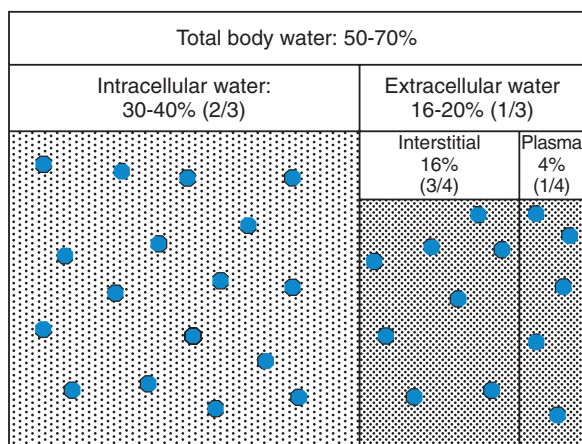 Total body water: 50-70%
Intracellular water:
30-40% (2/3)
Extracellular water
16-20% (1/3)
Interstitial
16%
(3/4)
Plasma
4%
(1/4)